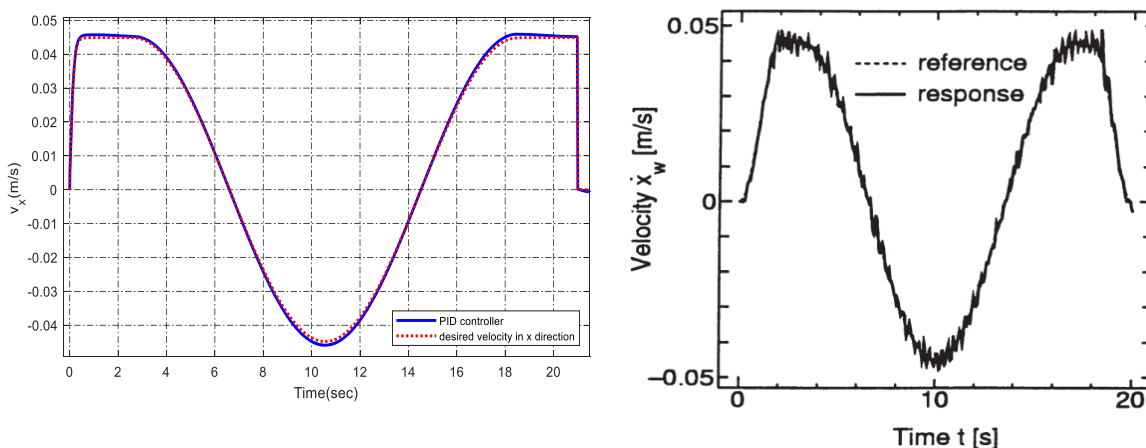 0.05
0.04
0.03
0.02
0.01
0
-0.01
-0.02
-0.03
-0.04
v_x(m/s)
0 2 4 6 8 10 12 14 16 18 20
Time(sec)
PID controller
desired velocity in x direction
0.05
0
−0.05
Velocity ẋ_w [m/s]
reference
response
0 10 20
Time t [s]